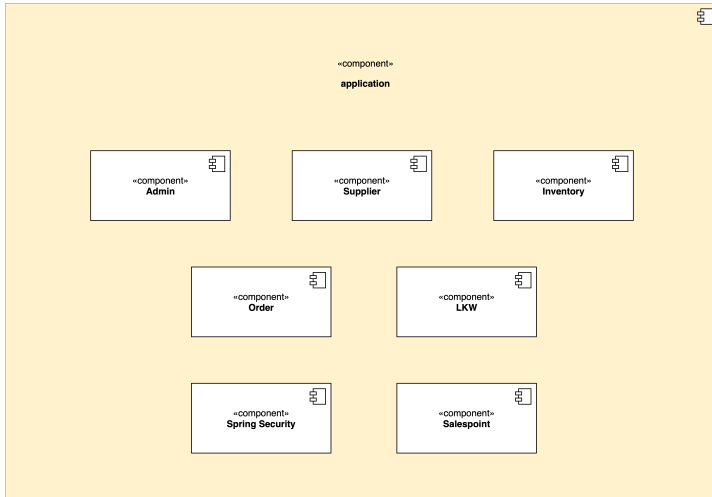 «component»
application
«component»
Admin
«component»
Supplier
«component»
Inventory
«component»
Order
«component»
LKW
«component»
Spring Security
«component»
Salespoint